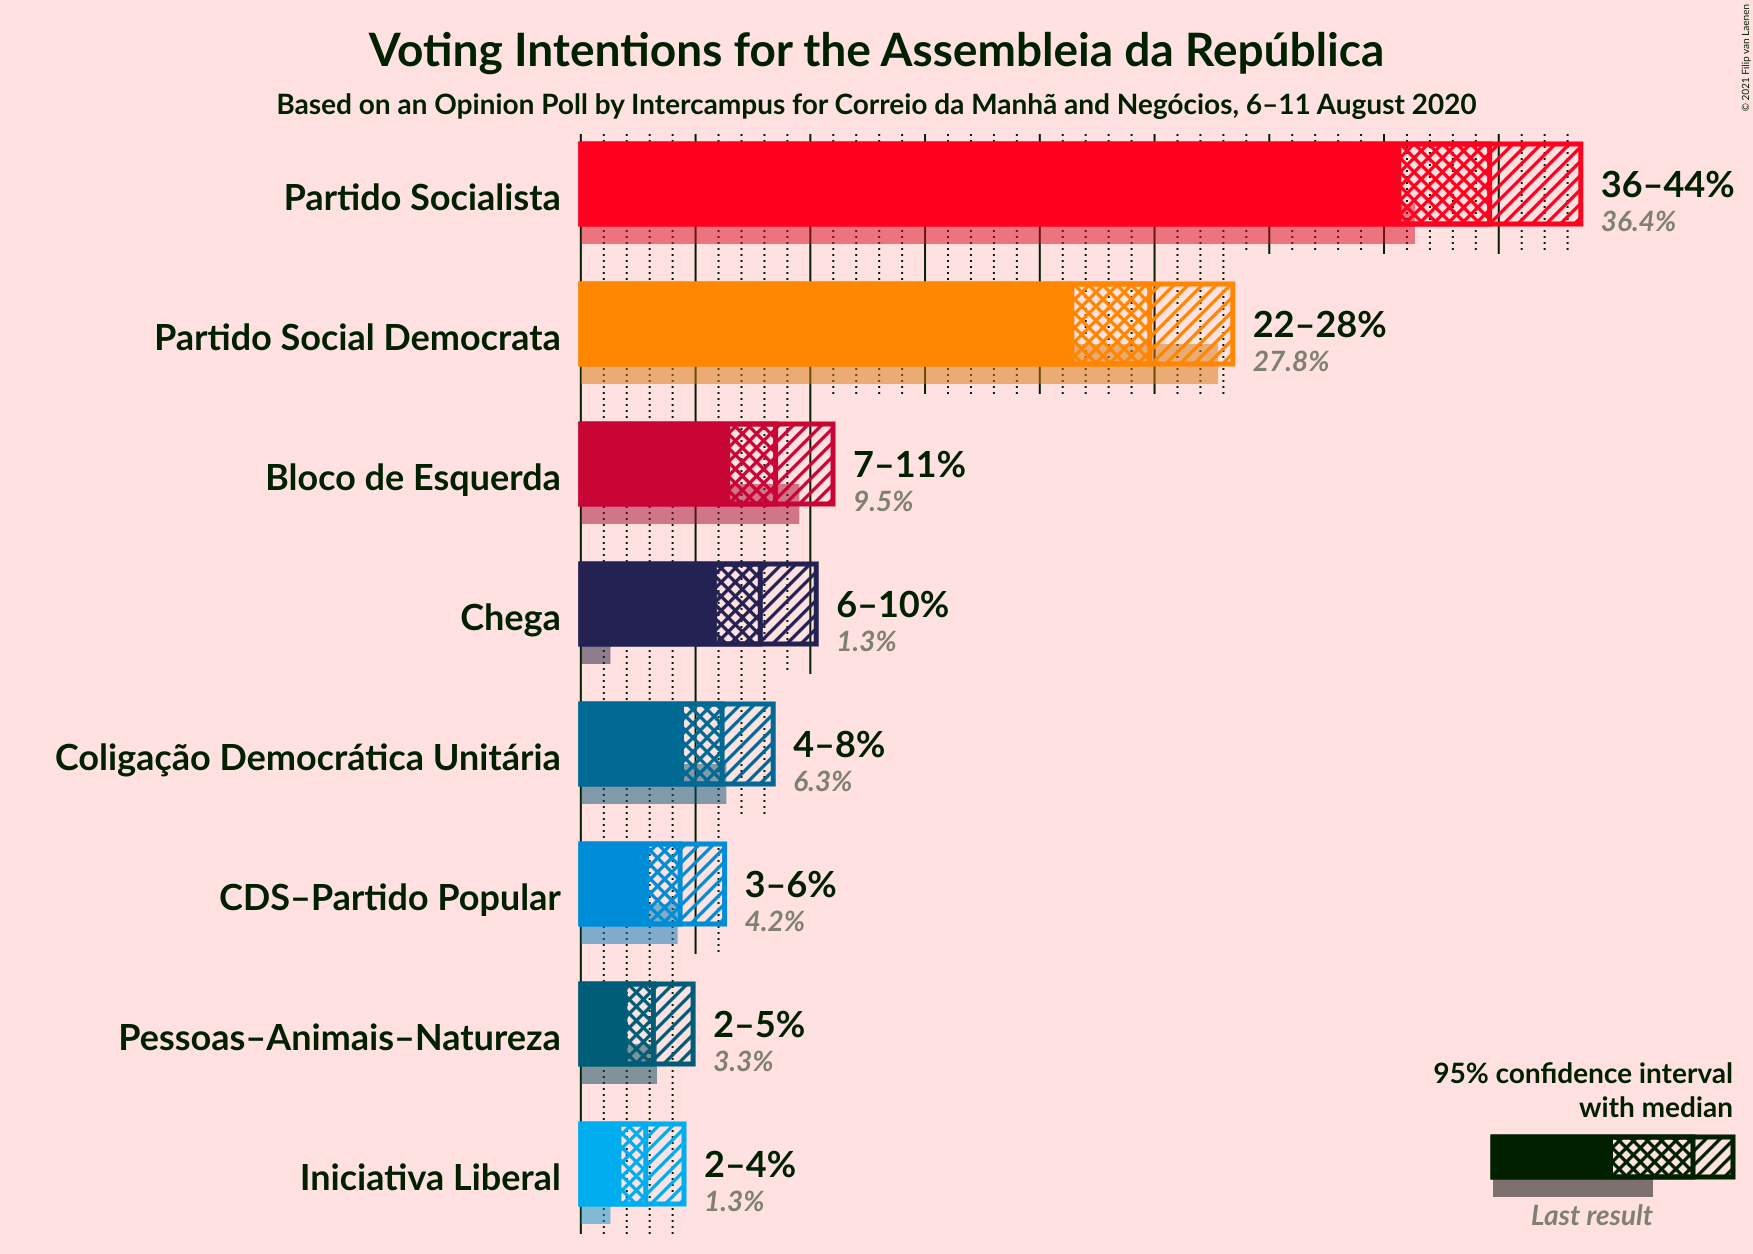 Voting Intentions for the Assembleia da República
Based on an Opinion Poll by Intercampus for Correio da Manhã and Negócios, 6–11 August 2020
© 2021 Filip van Laenen
Partido Socialista
36–44%
36.4%
Partido Social Democrata
22–28%
27.8%
Bloco de Esquerda
7–11%
9.5%
Chega
6–10%
1.3%
Coligação Democrática Unitária
4–8%
6.3%
CDS–Partido Popular
3–6%
4.2%
Pessoas–Animais–Natureza
2–5%
3.3%
Iniciativa Liberal
2–4%
1.3%
95% confidence interval
with median
Last result